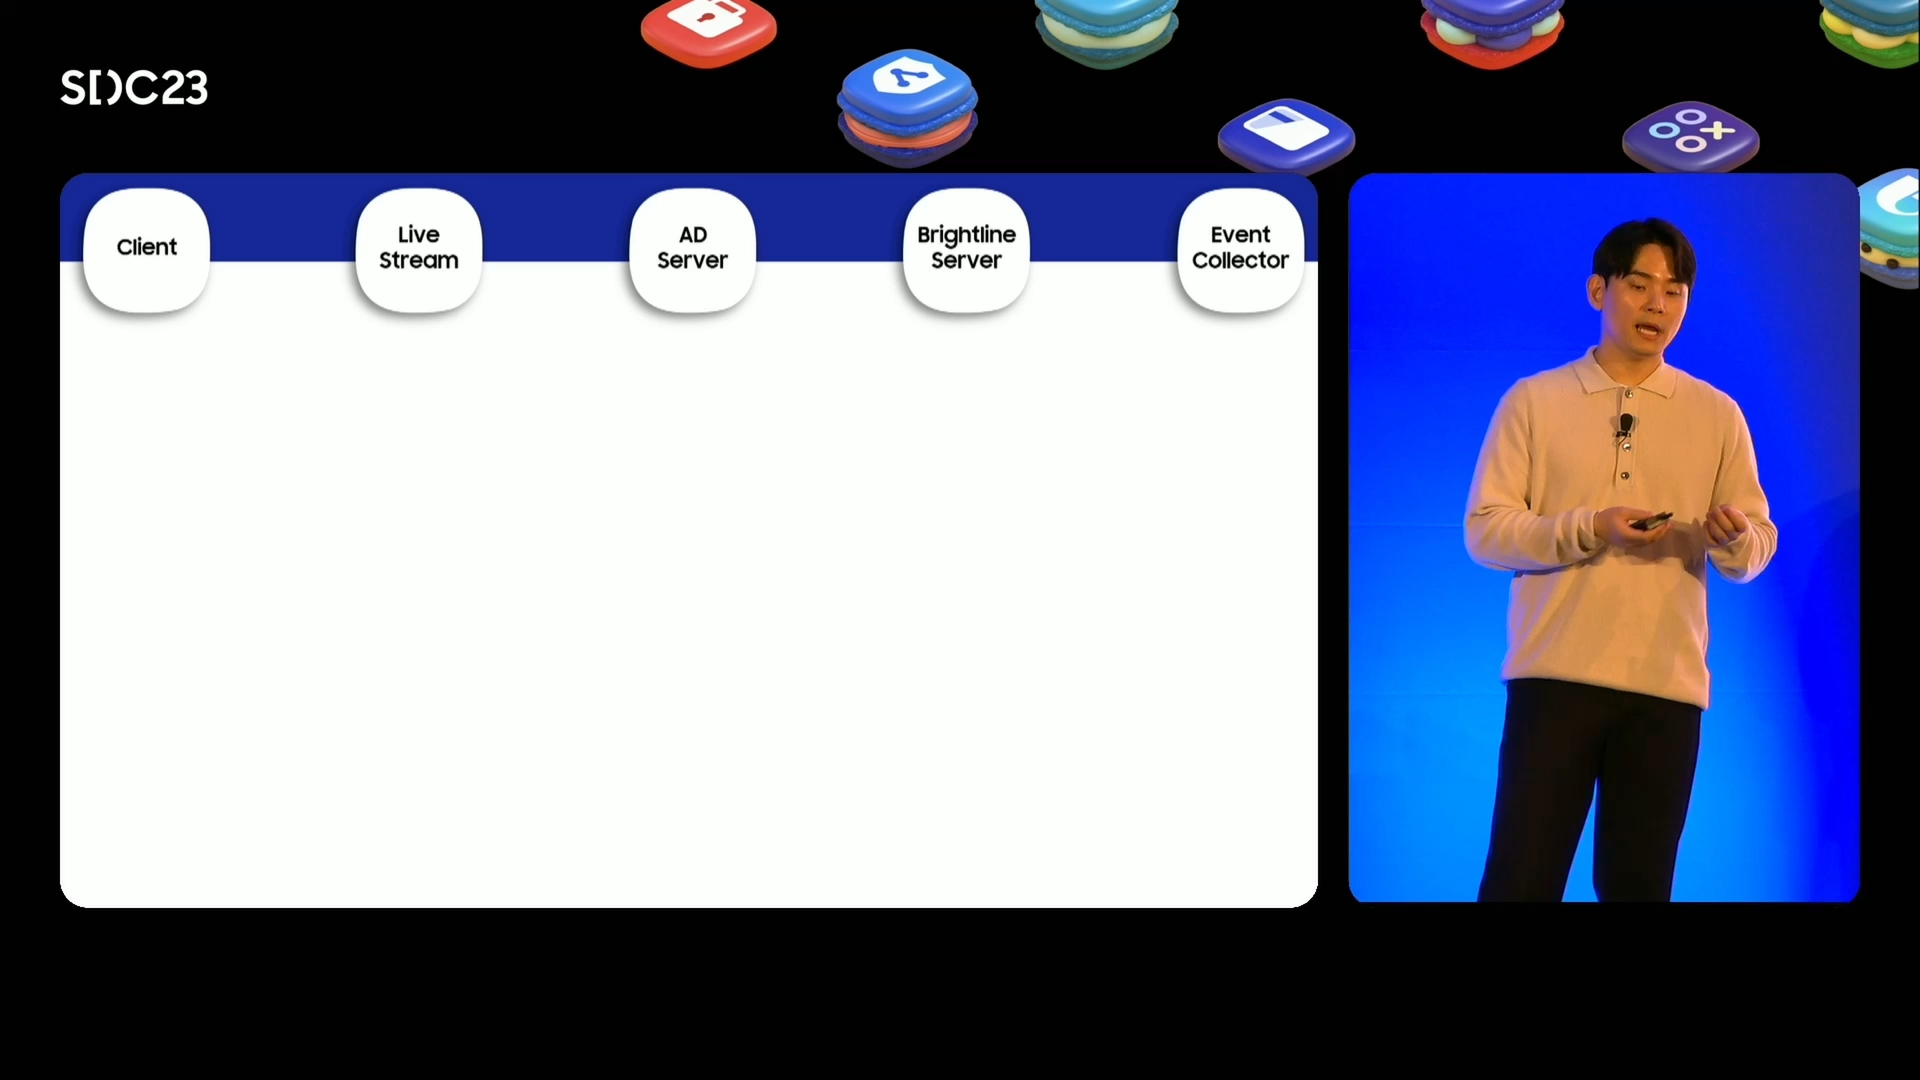 SDC23
Client
Live
Stream
AD
Server
Brightline
Server
Event
Collector